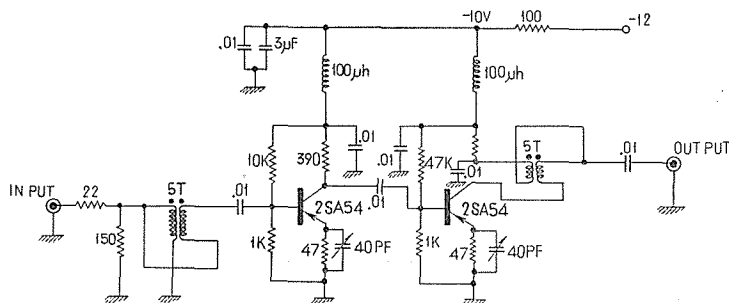 -10V
100
-12
.01
3μF
100μh
100μh
10K
390
.01
.01
47K
5T
.01
OUT PUT
IN PUT
22
5T
.01
.01
2SA54
2SA54
150
1K
47
40PF
1K
47
40PF